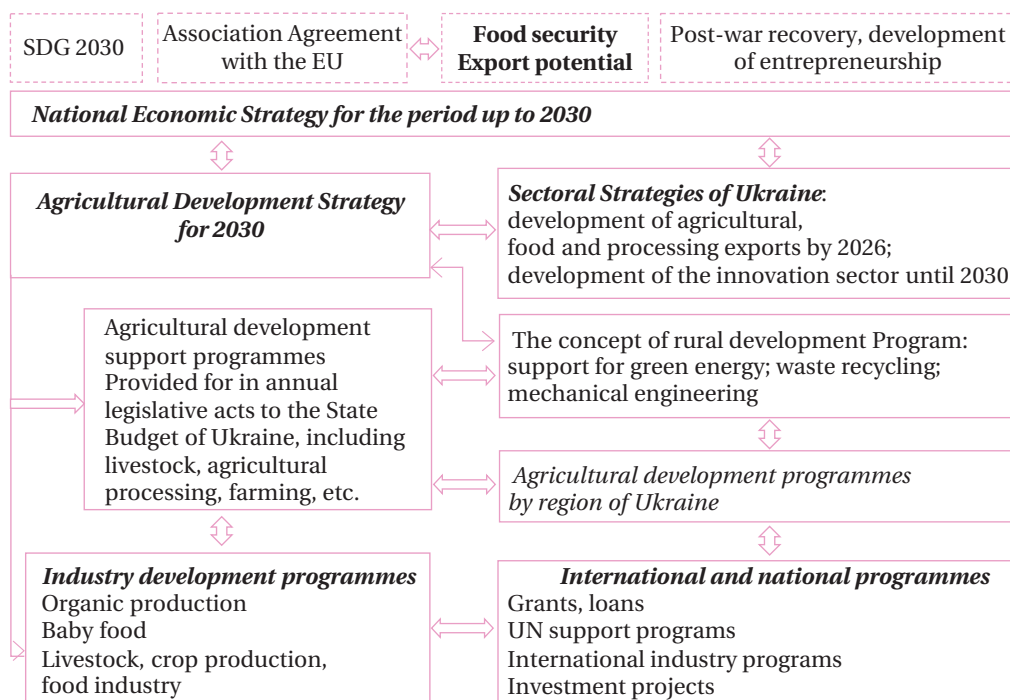 SDG 2030
Association Agreement
with the EU
Food security
Export potential
Post-war recovery, development
of entrepreneurship
National Economic Strategy for the period up to 2030
Agricultural Development Strategy
for 2030
Sectoral Strategies of Ukraine:
development of agricultural,
food and processing exports by 2026;
development of the innovation sector until 2030
Agricultural development
support programmes
Provided for in annual
legislative acts to the State
Budget of Ukraine, including
livestock, agricultural
processing, farming, etc.
The concept of rural development Program:
support for green energy; waste recycling;
mechanical engineering
Agricultural development programmes
by region of Ukraine
Industry development programmes
Organic production
Baby food
Livestock, crop production,
food industry
International and national programmes
Grants, loans
UN support programs
International industry programs
Investment projects